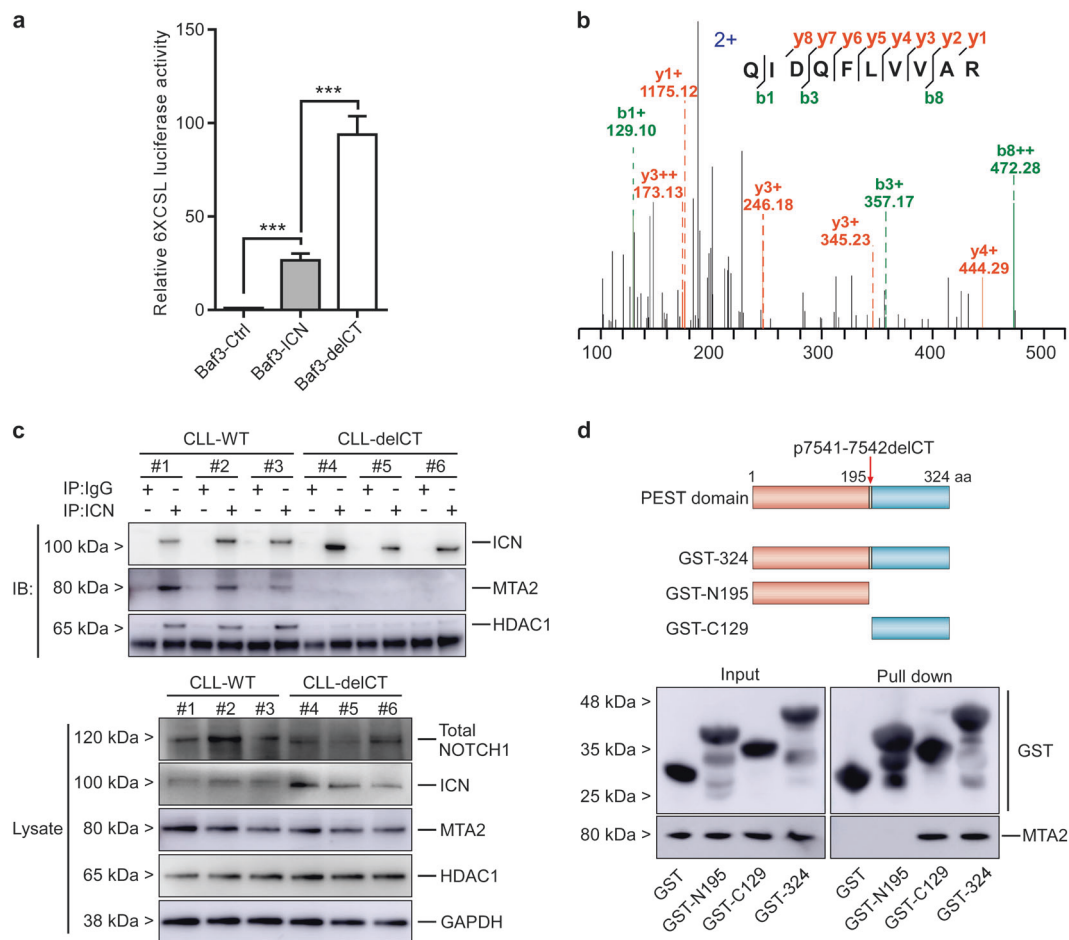 a
Relative 6XCSL luciferase activity
150
100
50
0
***
***
Baf3-Ctrl
Baf3-ICN
Baf3-delCT
b
2+
y8 y7 y6 y5 y4 y3 y2 y1
Q I D Q F L V V A R
b1 b3 b8
y1+
1175.12
b1+
129.10
y3++
173.13
y3+
246.18
y3+
345.23
b3+
357.17
b8++
472.28
y4+
444.29
100 200 300 400 500
c
CLL-WT CLL-delCT
#1 #2 #3 #4 #5 #6
IP:IgG + - + - + - + - + - + -
IP:ICN - + - + - + - + - + - +
IB:
100 kDa > ICN
80 kDa > MTA2
65 kDa > HDAC1
CLL-WT CLL-delCT
#1 #2 #3 #4 #5 #6
Lysate
120 kDa > Total
NOTCH1
100 kDa > ICN
80 kDa > MTA2
65 kDa > HDAC1
38 kDa > GAPDH
d
p7541-7542delCT
1 195 324 aa
PEST domain
GST-324
GST-N195
GST-C129
Input Pull down
48 kDa >
35 kDa >
25 kDa >
GST
80 kDa > MTA2
GST
GST-N195
GST-C129
GST-324
GST
GST-N195
GST-C129
GST-324